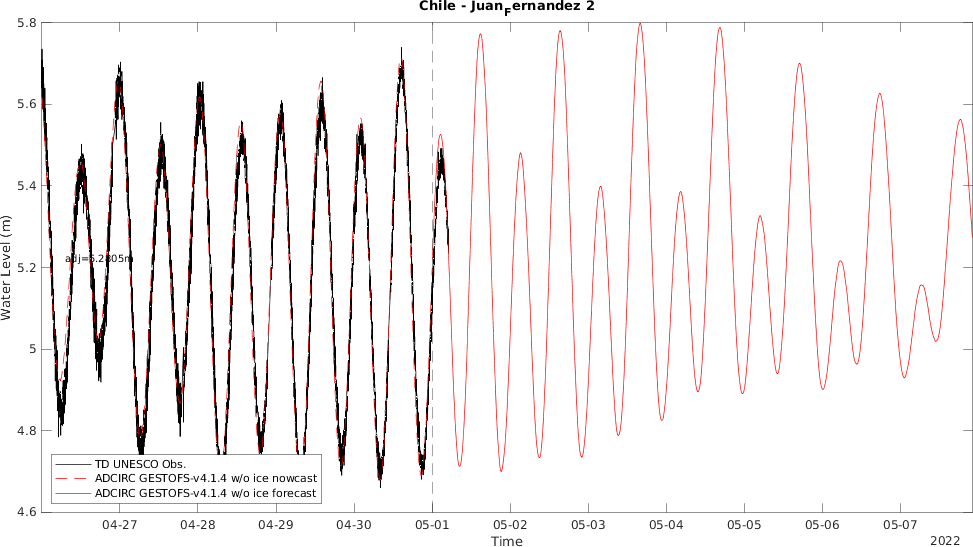 Chile - Juan_Fernandez 2
5.8
5.6
5.4
5.2
5
4.8
4.6
Water Level (m)
adj=5.2805m
TD UNESCO Obs.
ADCIRC GESTOFS-v4.1.4 w/o ice nowcast
ADCIRC GESTOFS-v4.1.4 w/o ice forecast
04-27
04-28
04-29
04-30
05-01
05-02
05-03
05-04
05-05
05-06
05-07
Time
2022